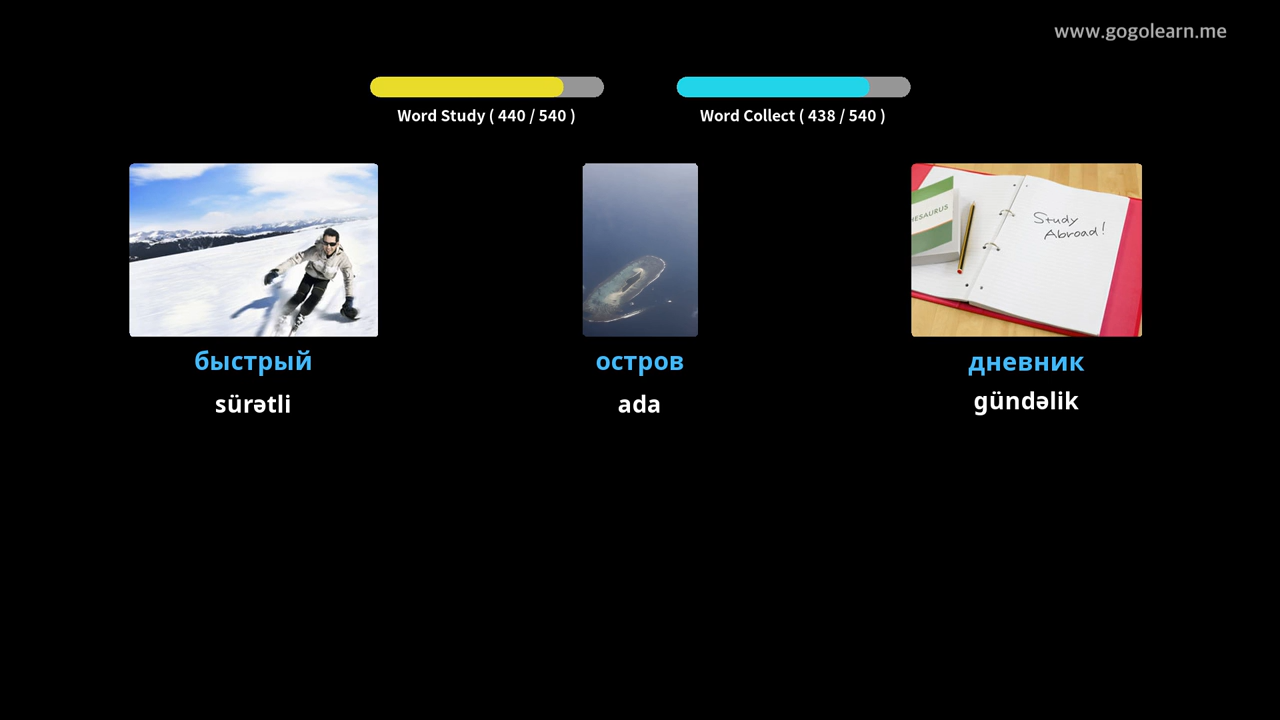 www.gogolearn.me
Word Study ( 440 / 540 )
Word Collect ( 438 / 540 )
HESAURUS
Study
Abroad!
быстрый
остров
дневник
sürətli
ada
gündəlik